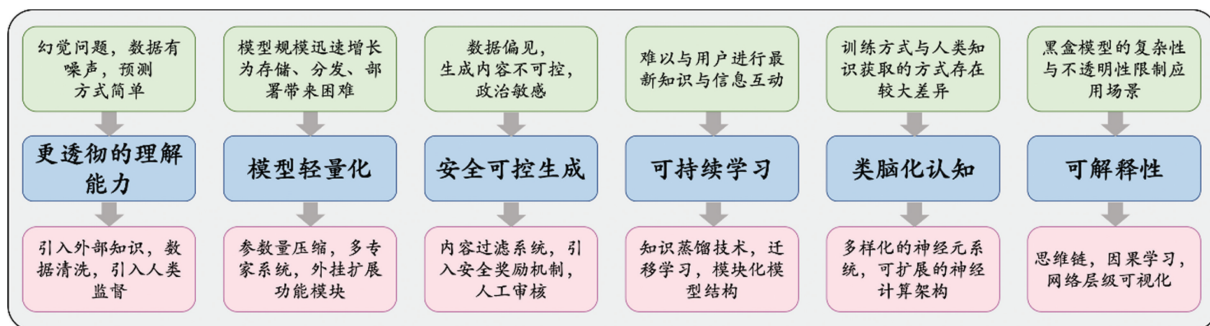 幻觉问题，数据有
噪声，预测
方式简单
模型规模迅速增长
为存储、分发、部
署带来困难
数据偏见，
生成内容不可控，
政治敏感
难以与用户进行最
新知识与信息互动
训练方式与人类知
识获取的方式存在
较大差异
黑盒模型的复杂性
与不透明性限制应
用场景
更透彻的理解
能力
模型轻量化
安全可控生成
可持续学习
类脑化认知
可解释性
引入外部知识，数
据清洗，引入人类
监督
参数量压缩，多专
家系统，外挂扩展
功能模块
内容过滤系统，引
入安全奖励机制，
人工审核
知识蒸馏技术，迁
移学习，模块化模
型结构
多样化的神经元系
统，可扩展的神经
计算架构
思维链，因果学习，
网络层级可视化